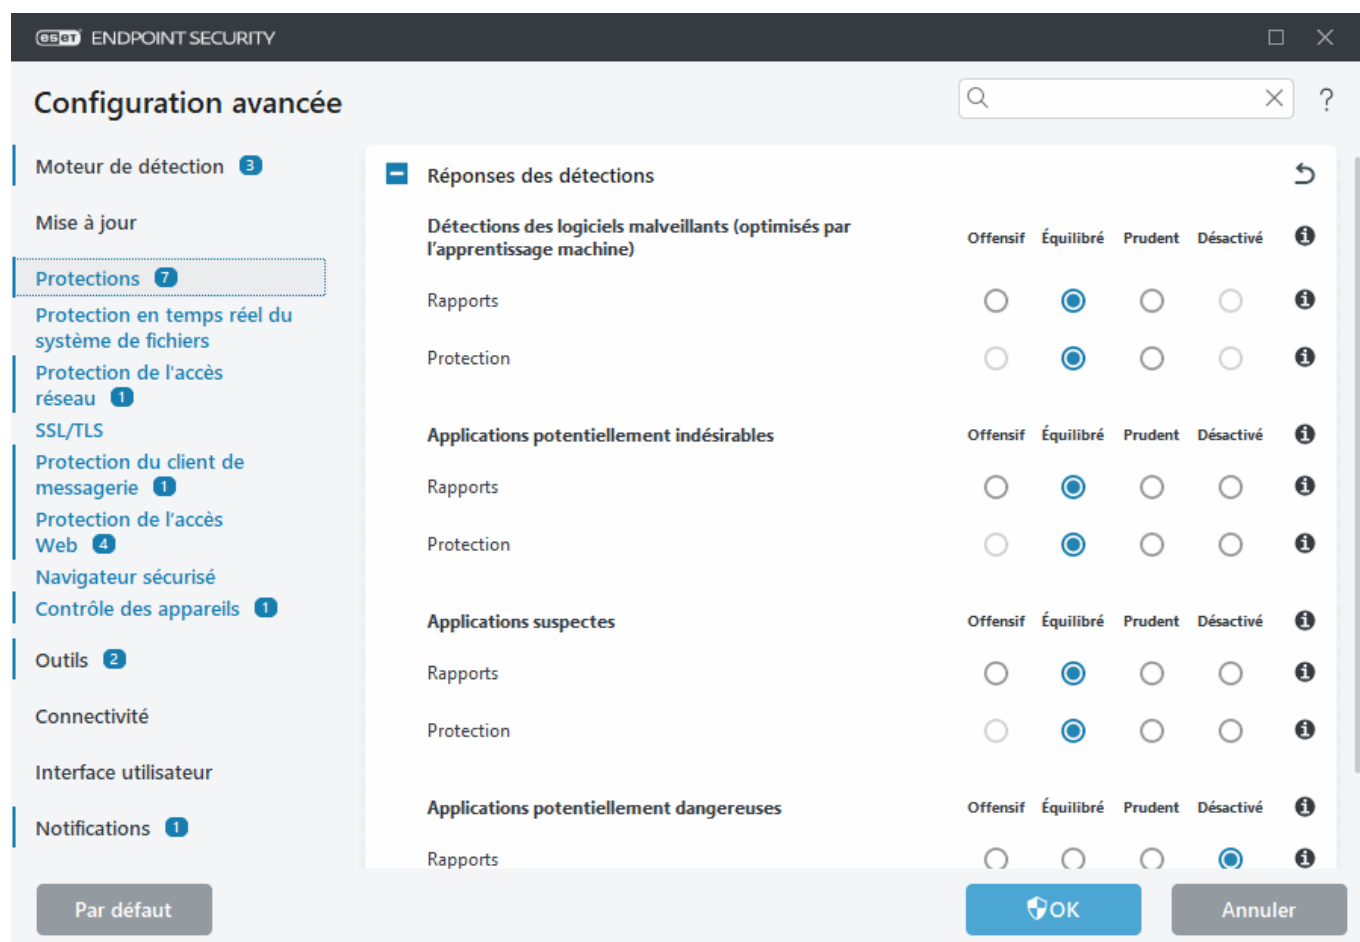 eset ENDPOINT SECURITY
Configuration avancée
?
Moteur de détection 3
Mise à jour
Protections 7
Protection en temps réel du
système de fichiers
Protection de l'accès
réseau 1
SSL/TLS
Protection du client de
messagerie 1
Protection de l'accès
Web 4
Navigateur sécurisé
Contrôle des appareils 1
Outils 2
Connectivité
Interface utilisateur
Notifications 1
Réponses des détections
Détections des logiciels malveillants (optimisés par
l'apprentissage machine)
Offensif Équilibré Prudent Désactivé
Rapports
Protection
Applications potentiellement indésirables Offensif Équilibré Prudent Désactivé
Rapports
Protection
Applications suspectes Offensif Équilibré Prudent Désactivé
Rapports
Protection
Applications potentiellement dangereuses Offensif Équilibré Prudent Désactivé
Rapports
Par défaut
OK
Annuler